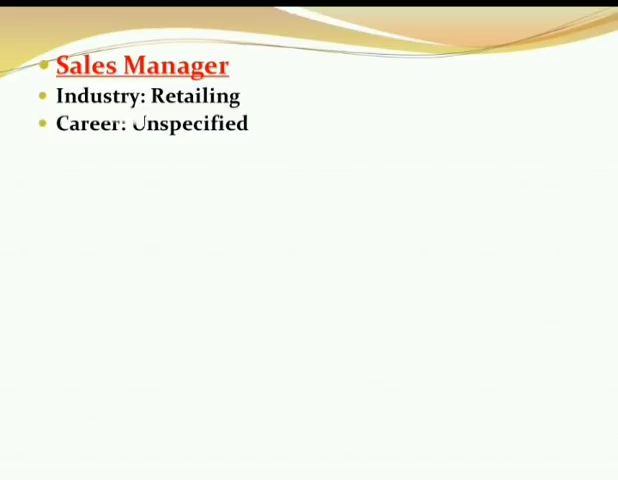 Sales Manager
Industry: Retailing
Career: Unspecified